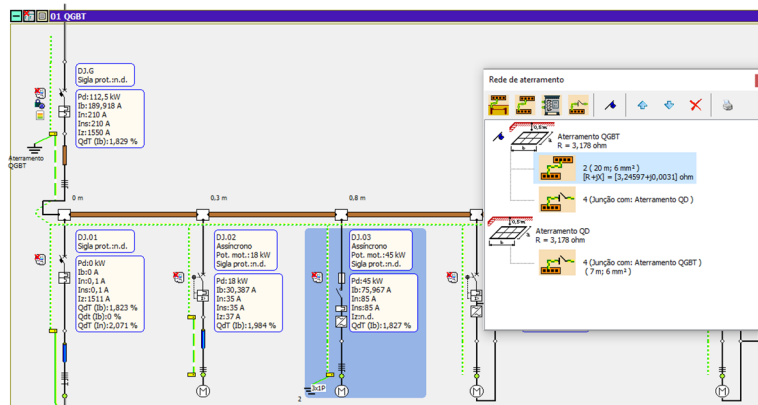 01 QGBT
DJ.G
Sigla prot.:n.d.
Pd:112,5 kW
Ib:189,918 A
In:210 A
Ins:210 A
Iz:1550 A
QdT (Ib):1,829 %
Aterramento
QGBT
0 m
0.3 m
0.8 m
DJ.01
Sigla prot.:n.d.
Pd:0 kW
Ib:0 A
In:0,1 A
Ins:0,1 A
Iz:1511 A
QdT (Ib):1,823 %
Qdt (Ib):0 %
QdT (In):2,071 %
DJ.02
Assíncrono
Pot. mot.:18 kW
Sigla prot.:n.d.
Pd:18 kW
Ib:30,387 A
In:35 A
Ins:35 A
Iz:37 A
QdT (Ib):1,984 %
DJ.03
Assíncrono
Pot. mot.:45 kW
Sigla prot.:n.d.
Pd:45 kW
Ib:75,967 A
In:85 A
Ins:85 A
Iz:n.d.
QdT (Ib):1,827 %
3x1P
2
M
M
M
M
Rede de aterramento
0,5m
a
b
Aterramento QGBT
R = 3,178 ohm
2 ( 20 m; 6 mm² )
[R+jX] = [3,24597+j0,0031] ohm
4 (Junção com: Aterramento QD )
0,5m
a
b
Aterramento QD
R = 3,178 ohm
4 (Junção com: Aterramento QGBT )
( 7 m; 6 mm² )